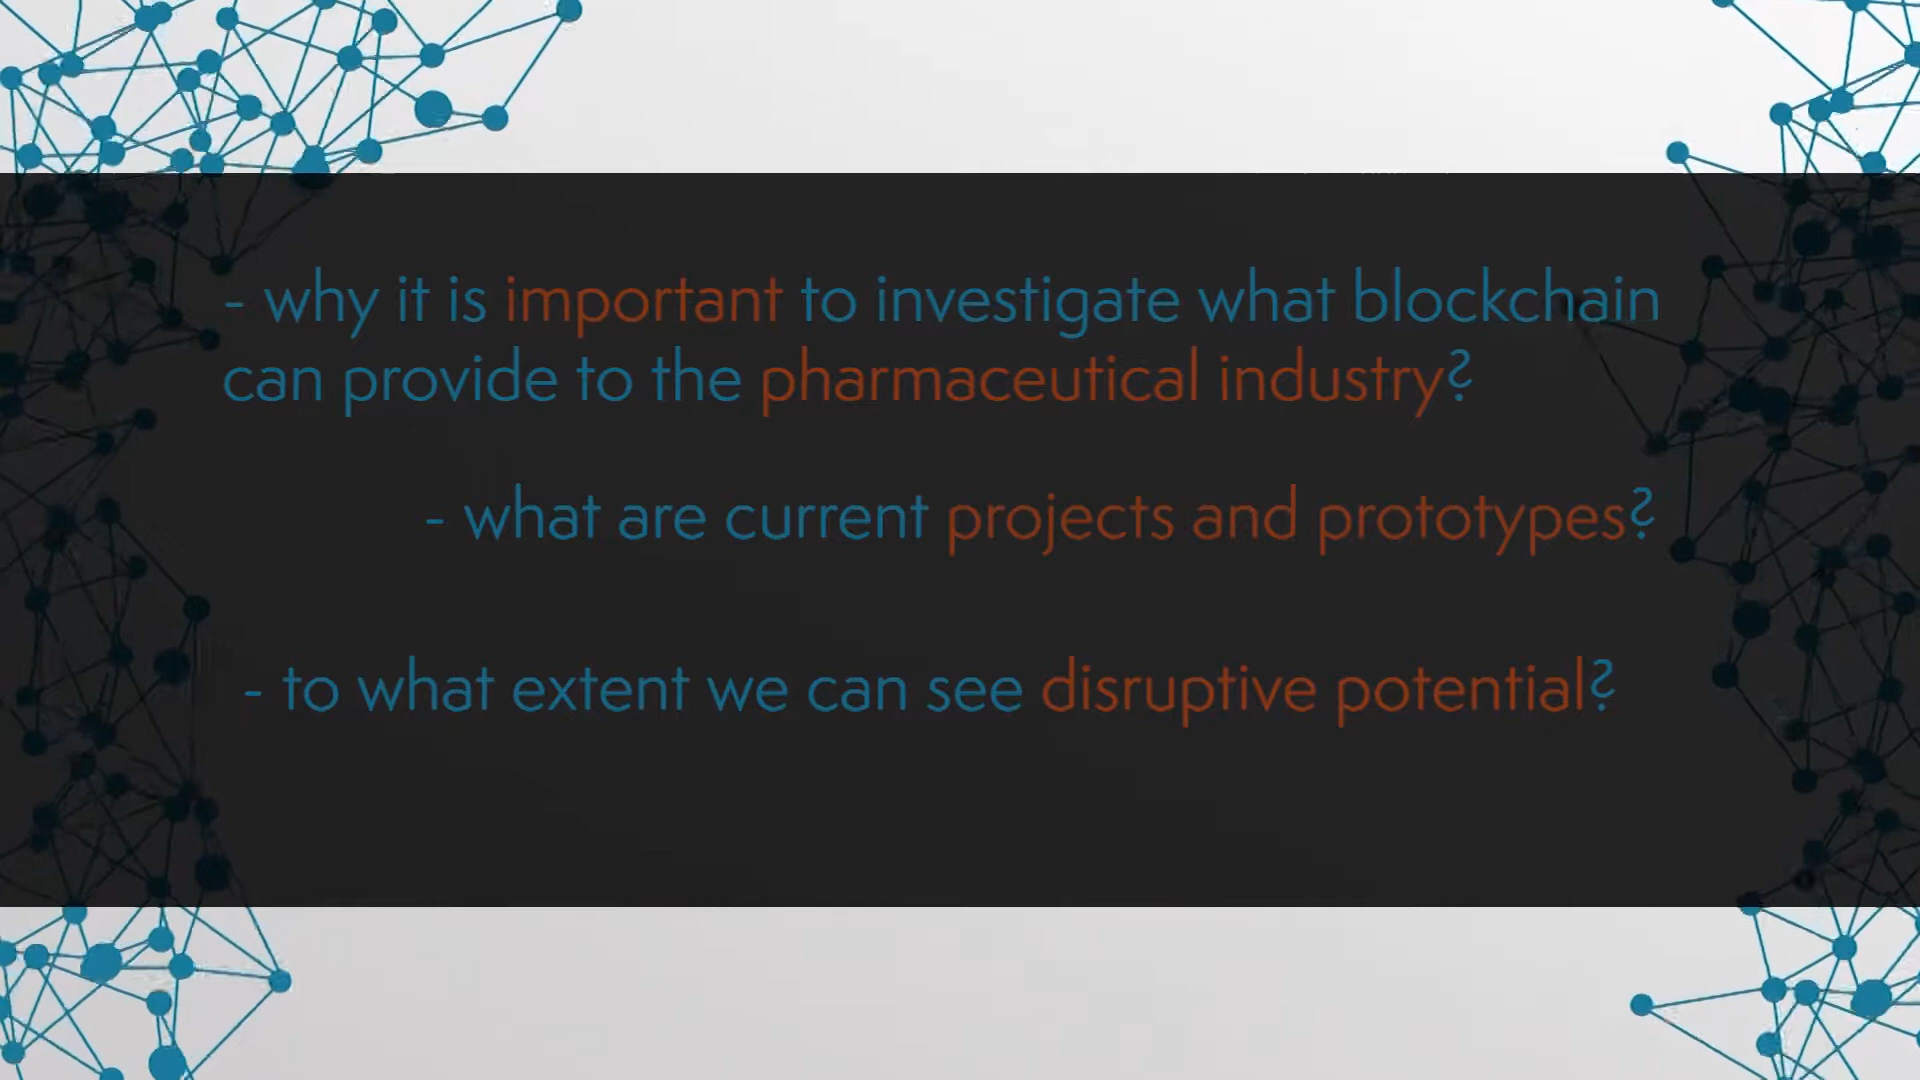 - why it is important to investigate what blockchain
can provide to the pharmaceutical industry?
- what are current projects and prototypes?
- to what extent we can see disruptive potential?